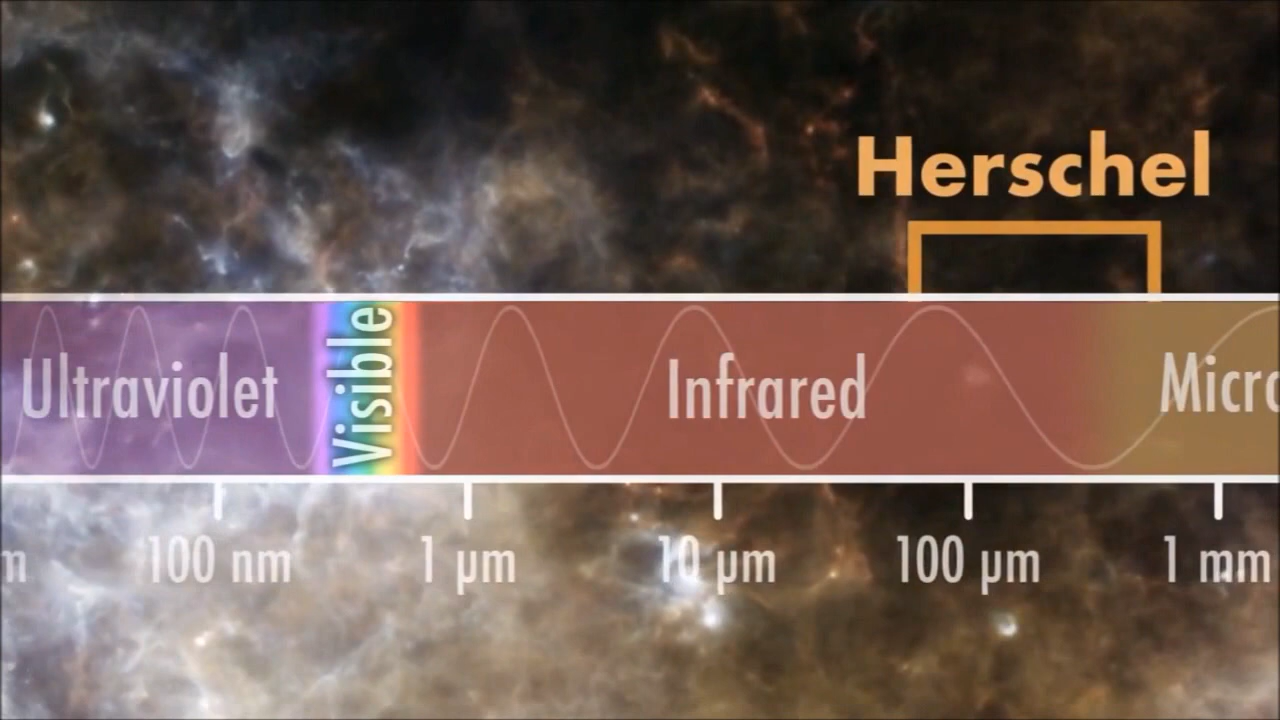 Herschel
Ultraviolet
Visible
Infrared
Micro
m
100 nm
1 μm
10 μm
100 μm
1 mm